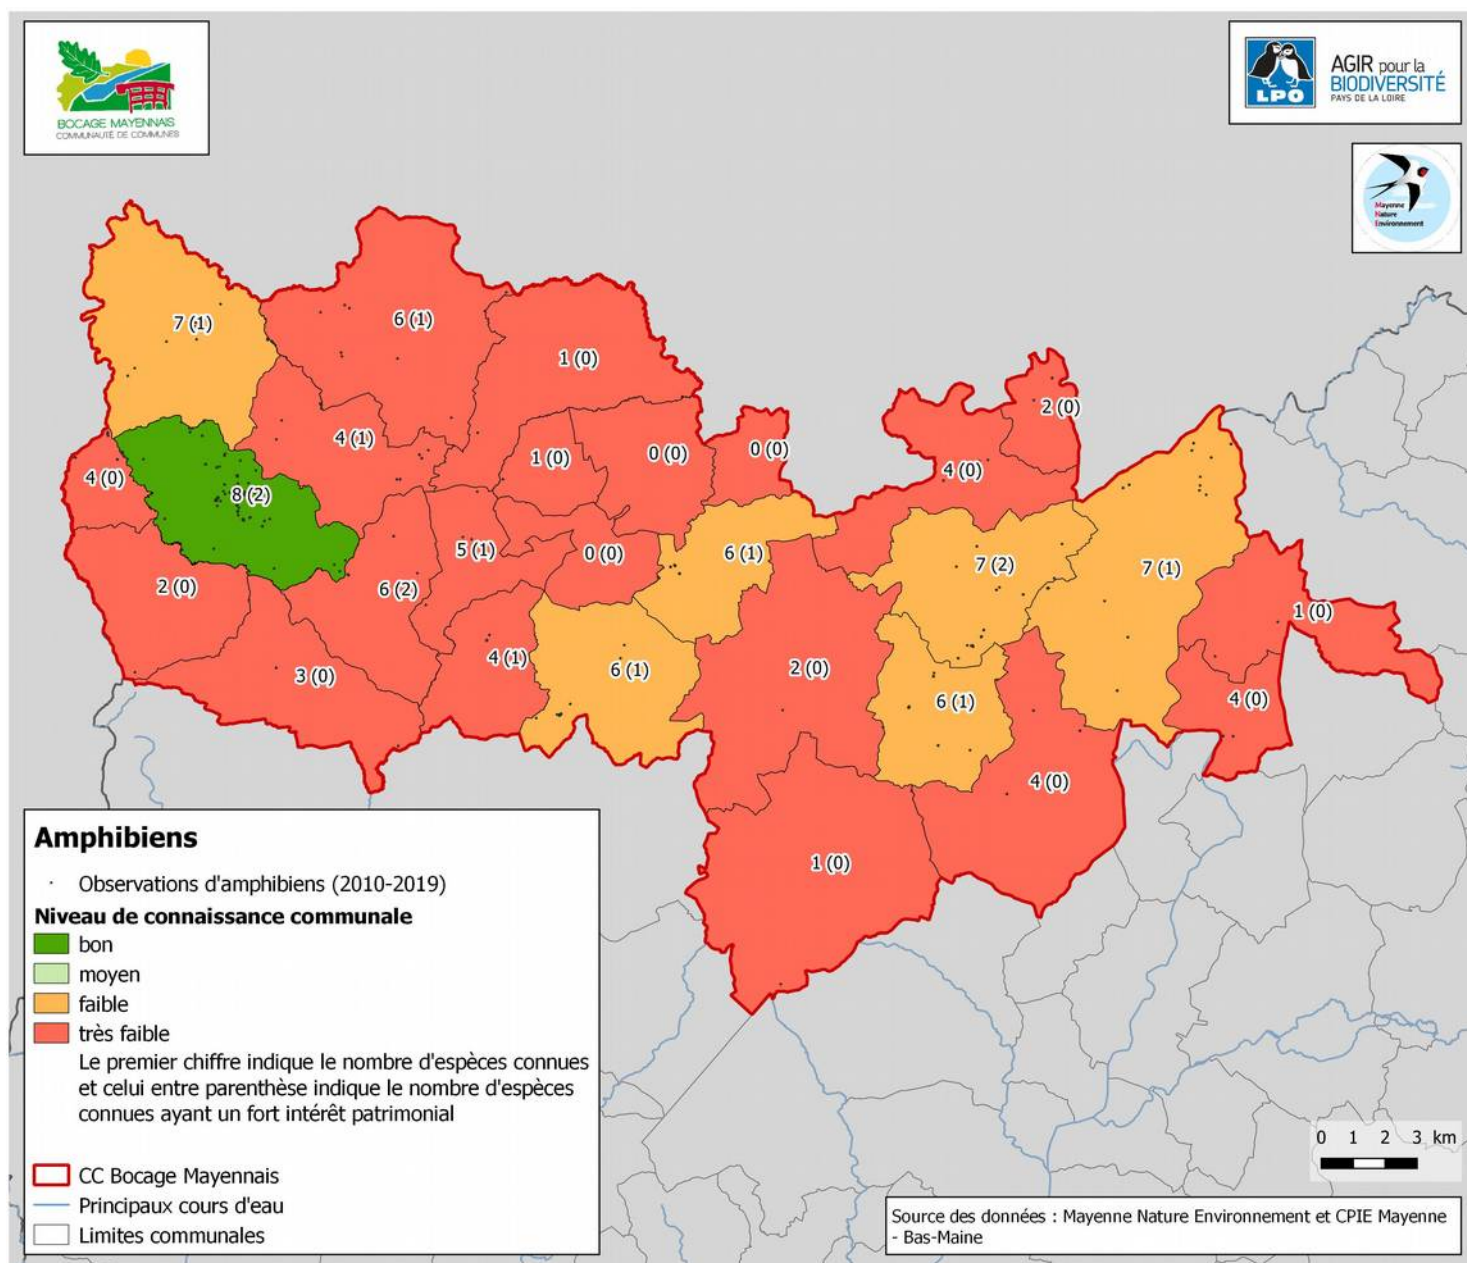 BOCAGE MAYENNAIS
COMMUNAUTÉ DE COMMUNES
LPO
AGIR pour la
BIODIVERSITÉ
PAYS DE LA LOIRE
Mayenne
Nature
Environnement
7 (1)
6 (1)
1 (0)
2 (0)
4 (1)
1 (0)
0 (0)
0 (0)
4 (0)
4 (0)
8 (2)
5 (1)
0 (0)
6 (1)
7 (2)
7 (1)
2 (0)
6 (2)
1 (0)
4 (1)
3 (0)
6 (1)
2 (0)
6 (1)
4 (0)
4 (0)
1 (0)
Amphibiens
Observations d'amphibiens (2010-2019)
Niveau de connaissance communale
bon
moyen
faible
très faible
Le premier chiffre indique le nombre d'espèces connues
et celui entre parenthèse indique le nombre d'espèces
connues ayant un fort intérêt patrimonial
CC Bocage Mayennais
Principaux cours d'eau
Limites communales
0 1 2 3 km
Source des données : Mayenne Nature Environnement et CPIE Mayenne
- Bas-Maine